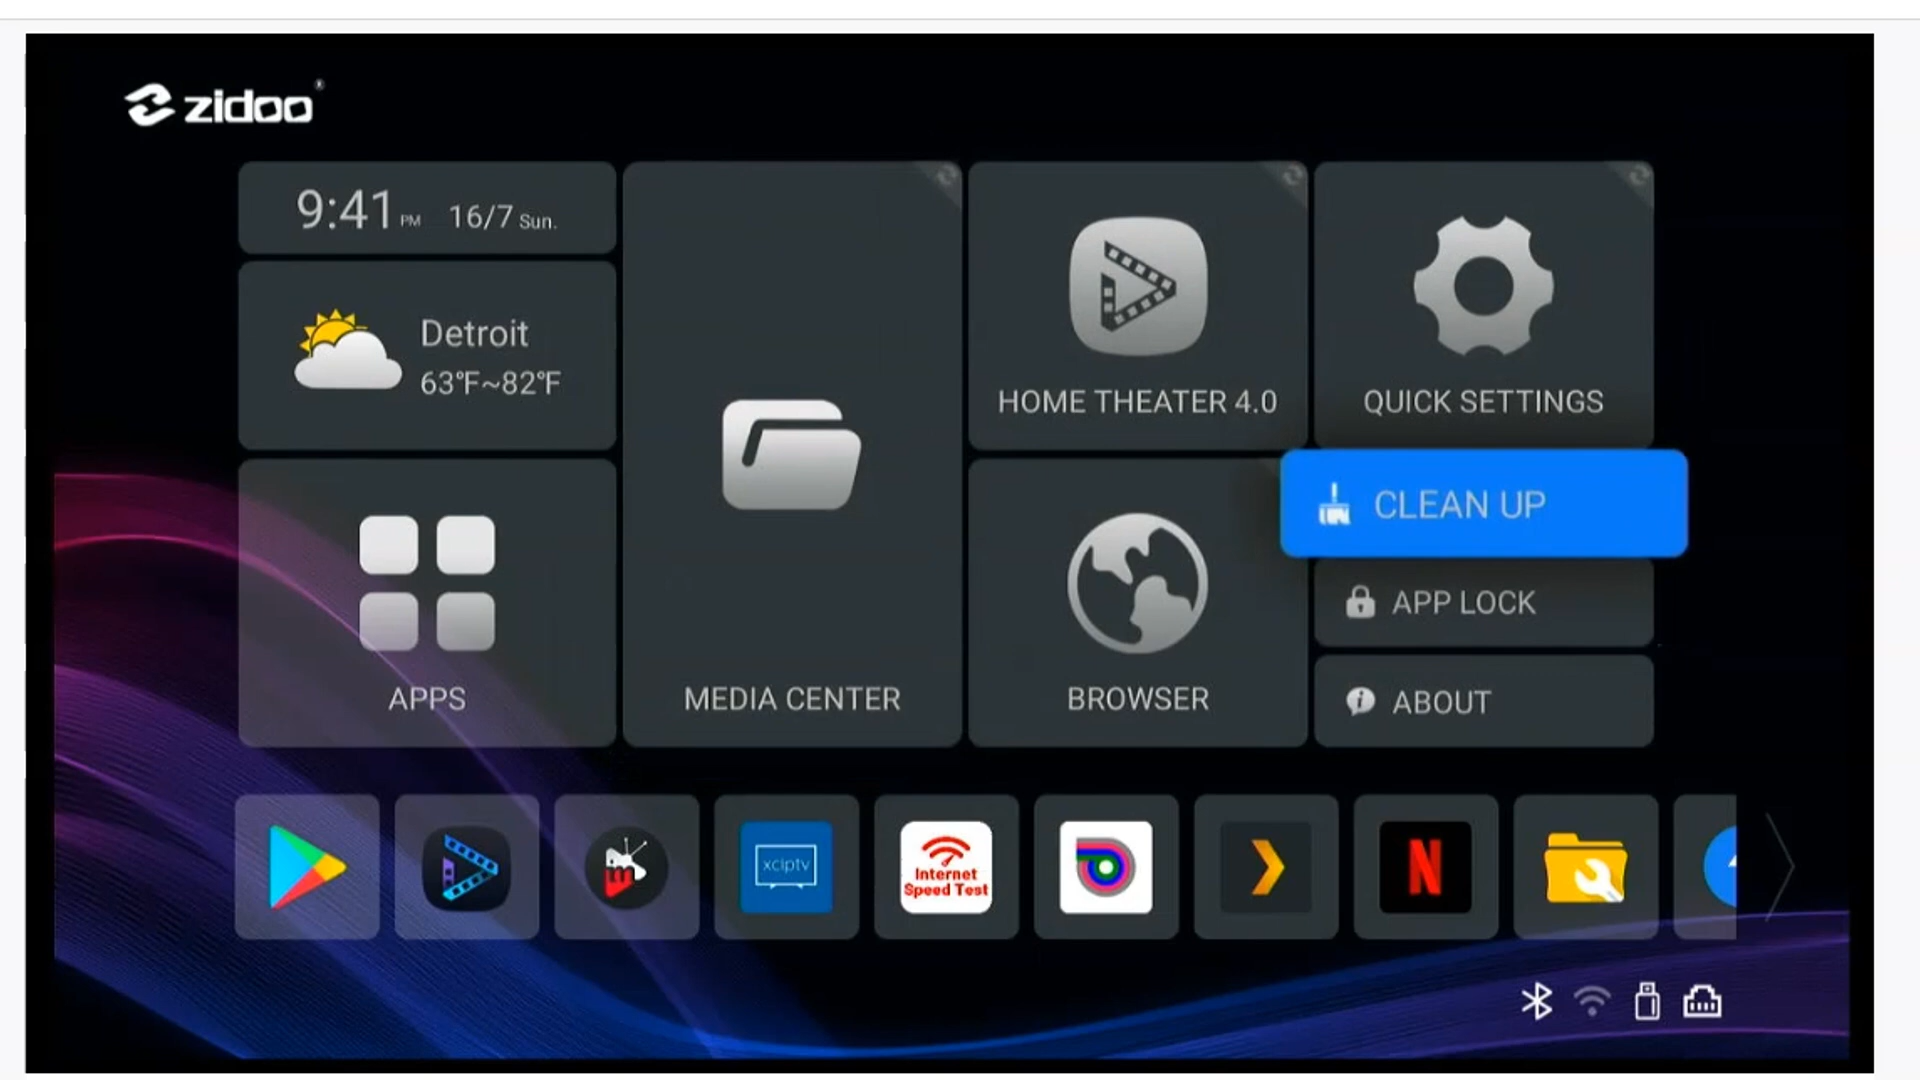 zidoo®
9:41 PM 16/7 Sun.
Detroit
63°F~82°F
HOME THEATER 4.0
QUICK SETTINGS
CLEAN UP
APP LOCK
APPS
MEDIA CENTER
BROWSER
ABOUT
xciptv
Internet
Speed Test
N